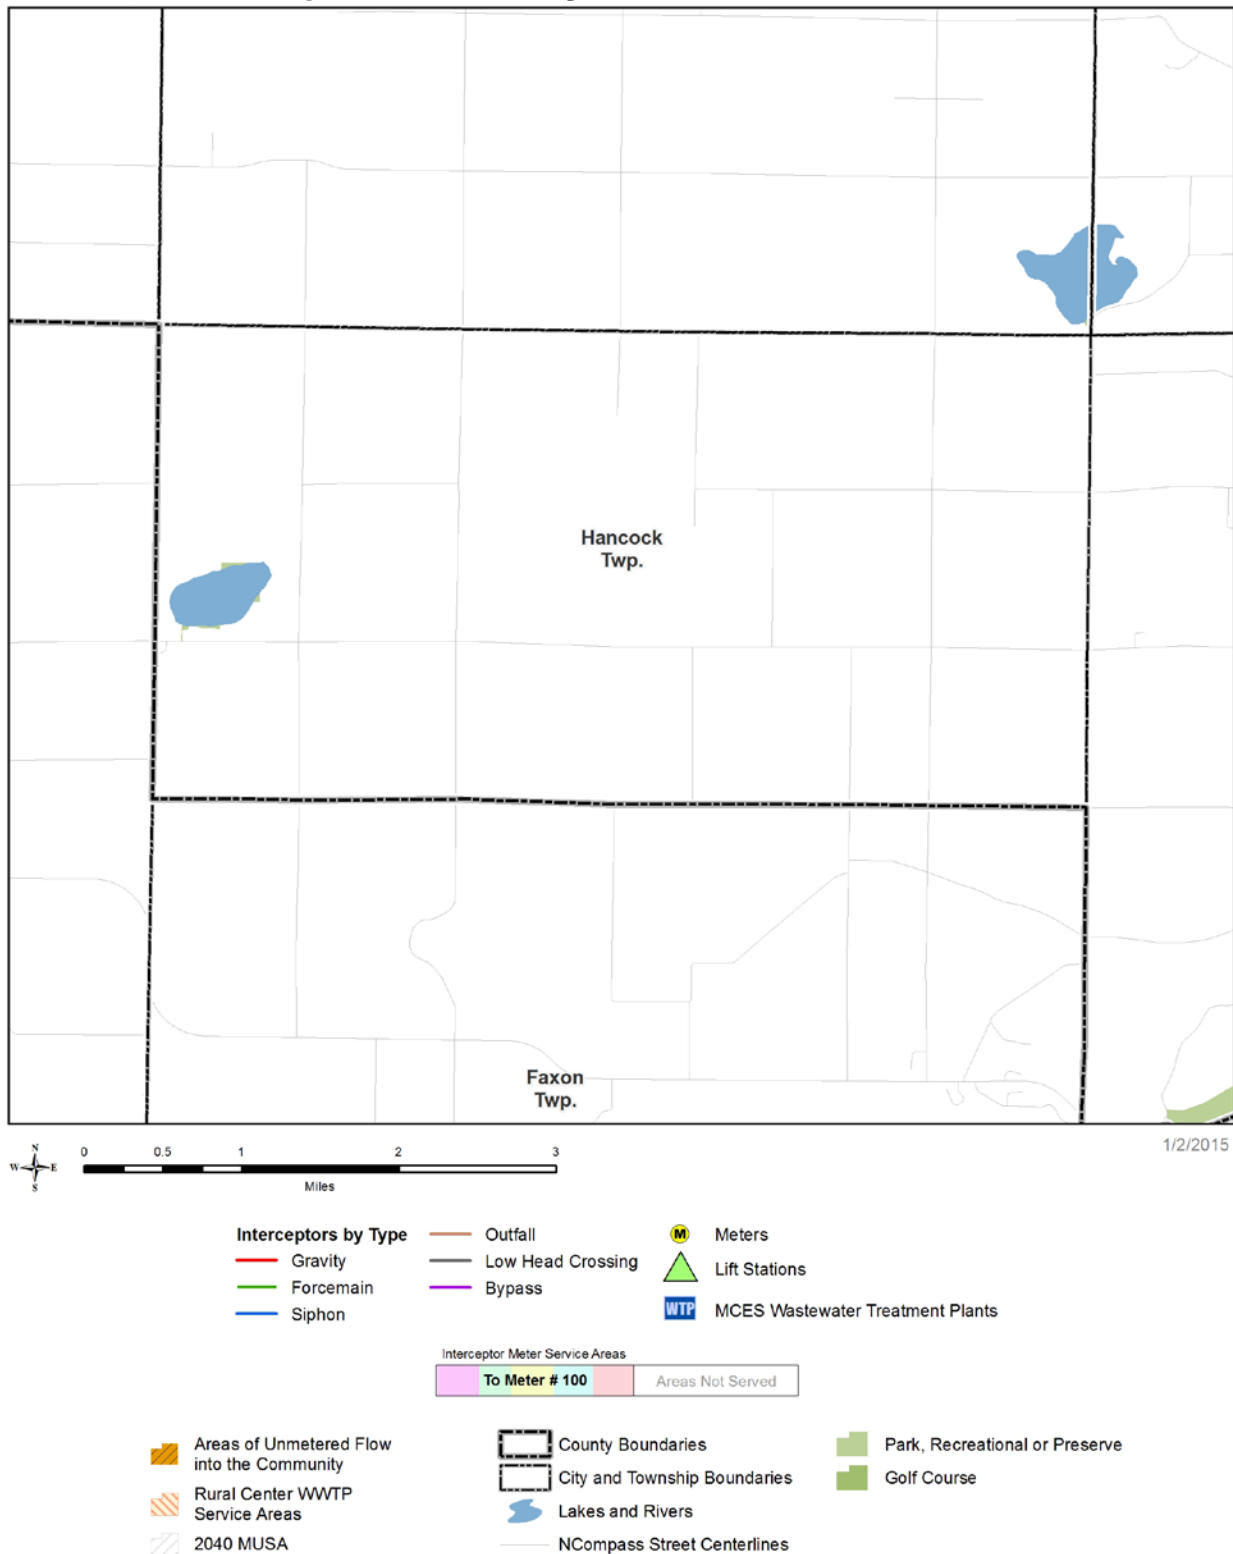 Hancock
Twp.
Faxon
Twp.
1/2/2015
N
W E
S
0 0.5 1 2 3
Miles
Interceptors by Type
Gravity
Forcemain
Siphon
Outfall
Low Head Crossing
Bypass
M Meters
Lift Stations
WTP MCES Wastewater Treatment Plants
Interceptor Meter Service Areas
To Meter # 100 Areas Not Served
Areas of Unmetered Flow
into the Community
Rural Center WWTP
Service Areas
2040 MUSA
County Boundaries
City and Township Boundaries
Lakes and Rivers
NCompass Street Centerlines
Park, Recreational or Preserve
Golf Course